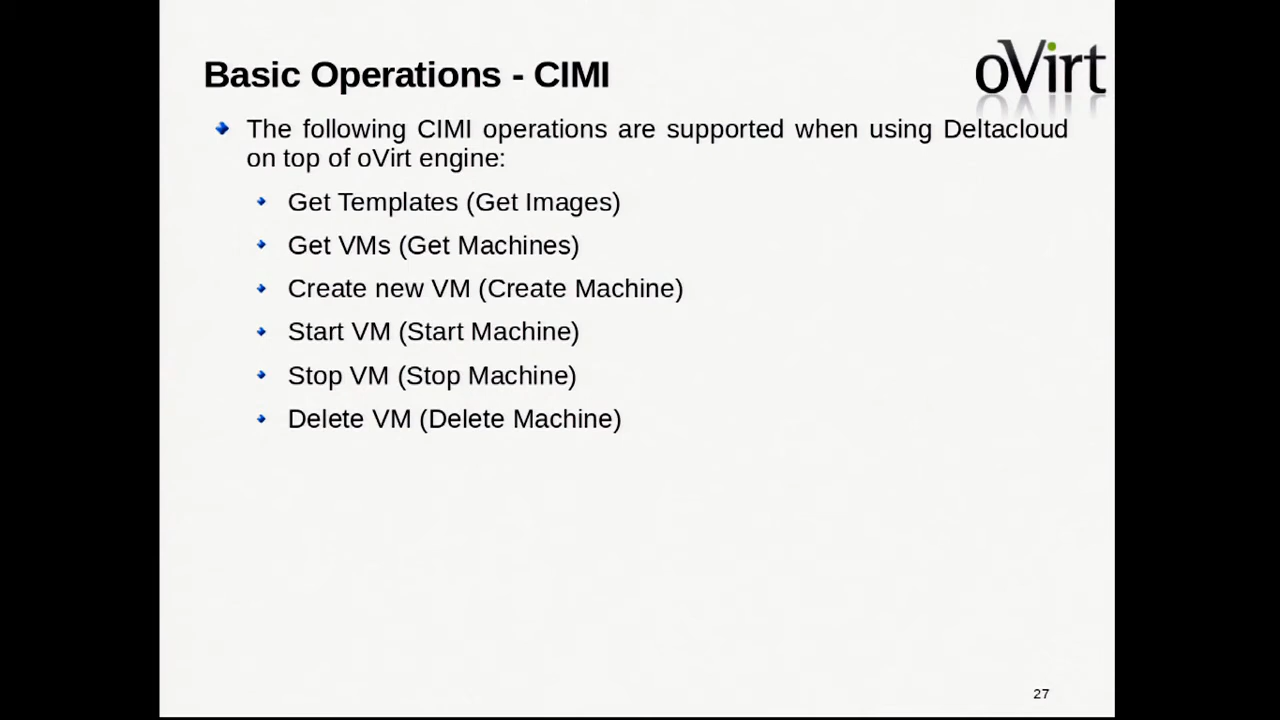 Basic Operations - CIMI
oVirt
The following CIMI operations are supported when using Deltacloud
on top of oVirt engine:
Get Templates (Get Images)
Get VMs (Get Machines)
Create new VM (Create Machine)
Start VM (Start Machine)
Stop VM (Stop Machine)
Delete VM (Delete Machine)
27